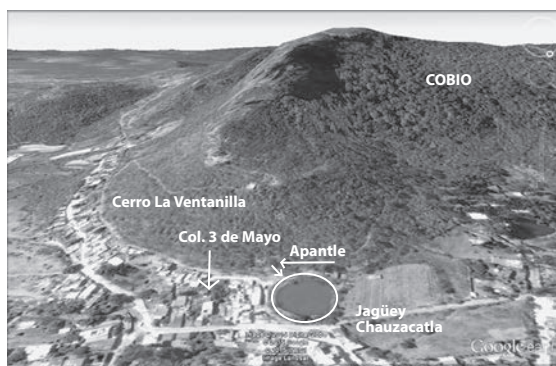 COBIO
Cerro La Ventanilla
Col. 3 de Mayo
Apantle
Jagüey
Chauzacatla
Google